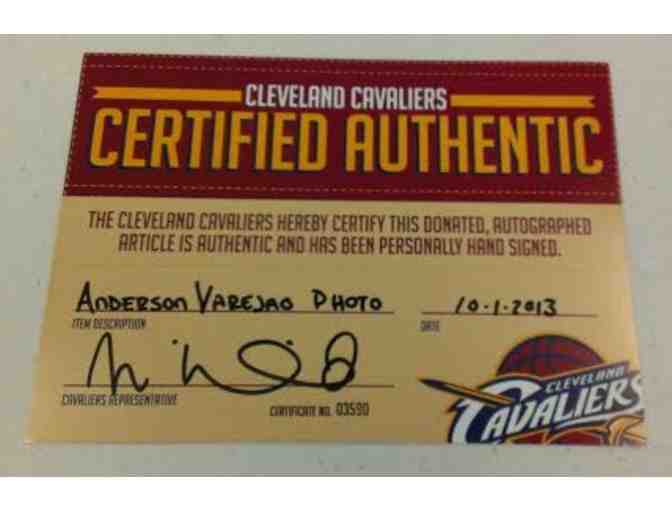 CLEVELAND CAVALIERS
CERTIFIED AUTHENTIC
THE CLEVELAND CAVALIERS HEREBY CERTIFY THIS DONATED, AUTOGRAPHED
ARTICLE IS AUTHENTIC AND HAS BEEN PERSONALLY HAND SIGNED.
ANDERSON VAREJAO PHOTO 10-1-2013
ITEM DESCRIPTION DATE
CAVALIERS REPRESENTATIVE
CERTIFICATE NO. 03590
CLEVELAND
CAVALIERS